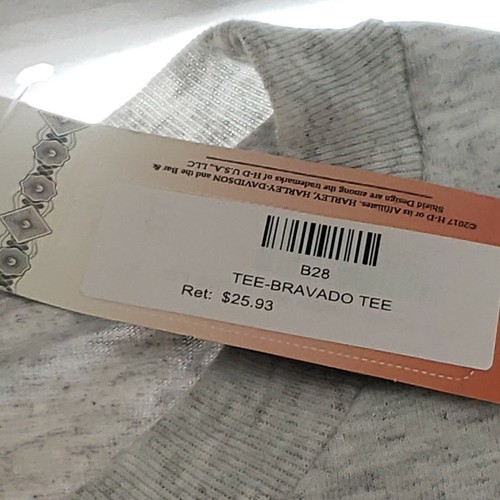 ©2017 H-D or its Affiliates. HARLEY, HARLEY-DAVIDSON and the Bar &
Shield Design are among the trademarks of H-D U.S.A., LLC
B28
TEE-BRAVADO TEE
Ret: $25.93